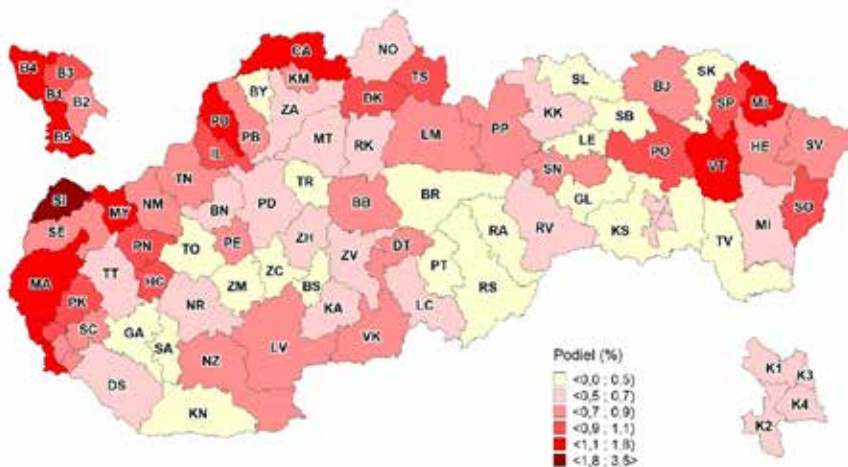 CA
NO
B4
B3
B1
B2
B5
KM
TS
BY
DK
ZA
SL
SK
BJ
SP
ML
KK
SB
PU
PB
MT
RK
LM
PP
LE
PO
HE
SV
IL
VT
TN
TR
SN
SI
MY
NM
BN
PD
BB
BR
GL
SO
SE
PN
TO
PE
ZH
ZV
DT
RA
RV
KS
MI
TV
MA
TT
HC
ZM
ZC
BS
PT
RS
PK
NR
KA
LC
SC
GA
SA
NZ
LV
VK
DS
KN
Podiel (%)
<0,0 ; 0,5)
<0,5 ; 0,7)
<0,7 ; 0,9)
<0,9 ; 1,1)
<1,1 ; 1,8)
<1,8 ; 3,5>
K1
K3
K4
K2